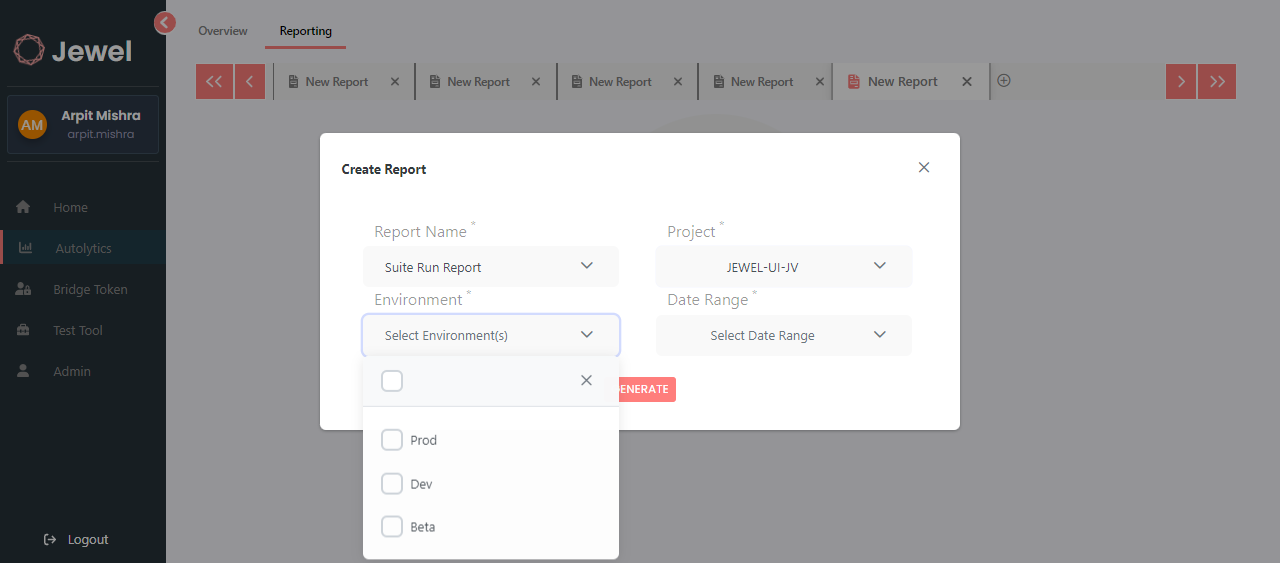 Jewel
AM
Arpit Mishra
arpit.mishra
Home
Autolytics
Bridge Token
Test Tool
Admin
Logout
Overview Reporting
New Report New Report New Report New Report New Report
Create Report
Report Name * Project *
Suite Run Report JEWEL-UI-JV
Environment * Date Range *
Select Environment(s) Select Date Range
ENERATE
Prod
Dev
Beta